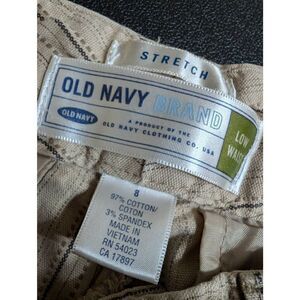 STRETCH
OLD NAVY BRAND
OLD NAVY
A PRODUCT OF THE
OLD NAVY CLOTHING CO. USA
LOW
WAIST
8
97% COTTON/
COTON
3% SPANDEX
MADE IN
VIETNAM
RN 54023
CA 17897